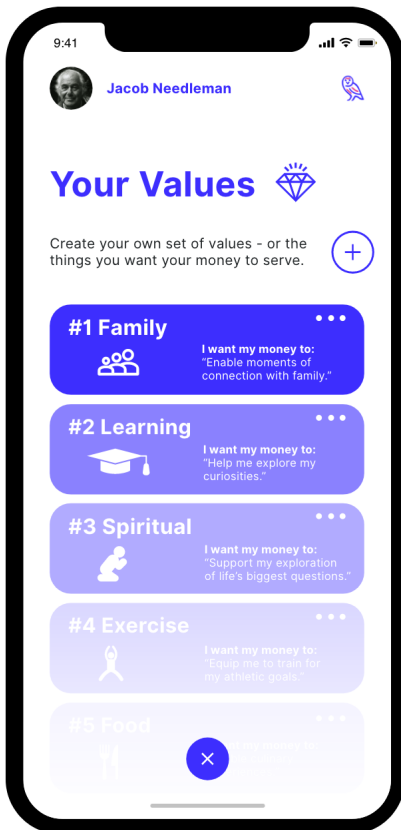 9:41
Jacob Needleman
Your Values
Create your own set of values - or the
things you want your money to serve.
#1 Family
I want my money to:
“Enable moments of
connection with family.”
#2 Learning
I want my money to:
“Help me explore my
curiosities.”
#3 Spiritual
I want my money to:
“Support my exploration
of life’s biggest questions.”
#4 Exercise
I want my money to:
“Equip me to train for
my athletic goals.”
#5 Food
my money to: